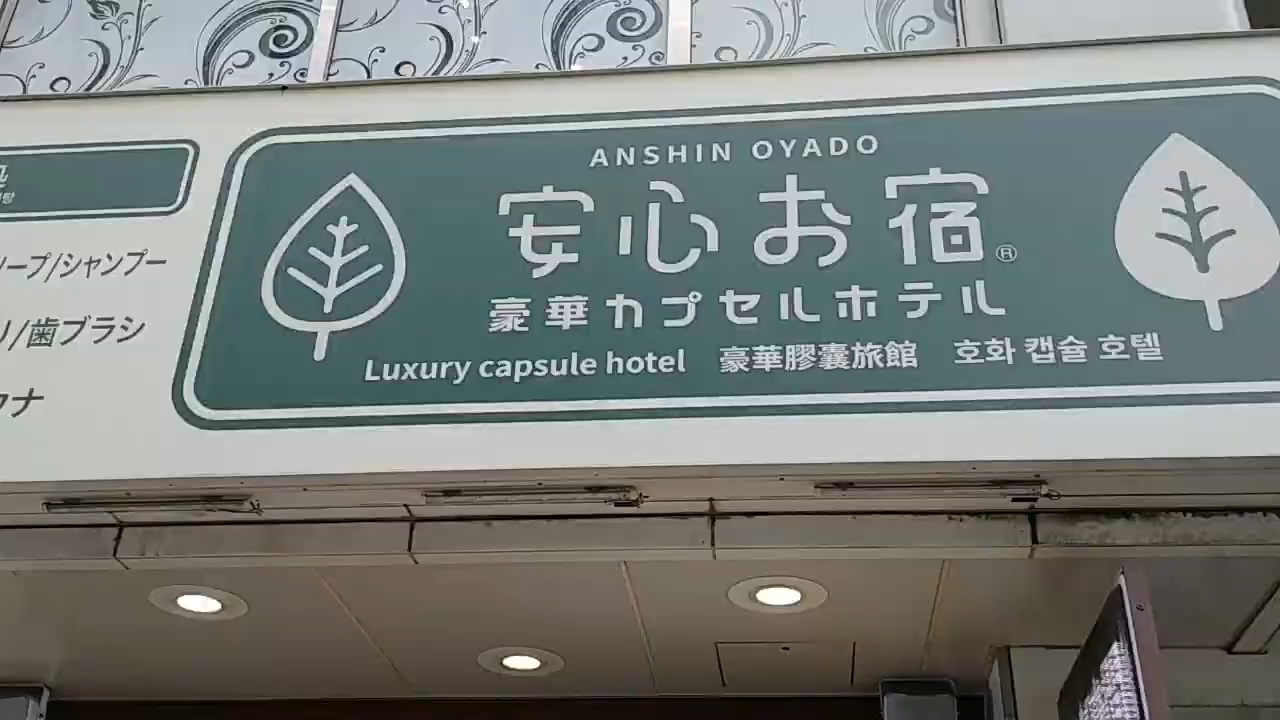 ANSHIN OYADO
安心お宿®
豪華カプセルホテル
Luxury capsule hotel 豪華膠囊旅館 호화 캡슐 호텔
ープ/シャンプー
/歯ブラシ
ウナ